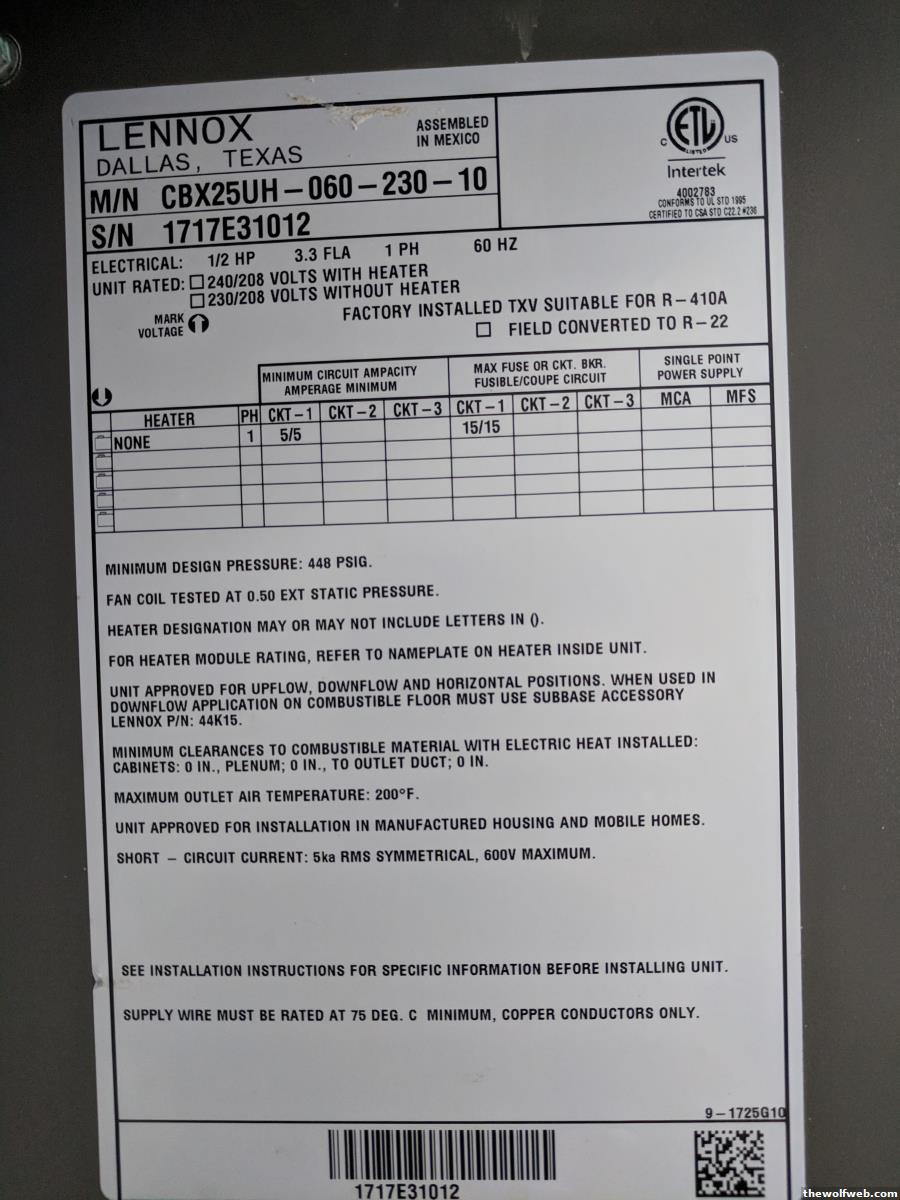 LENNOX
DALLAS, TEXAS
ASSEMBLED
IN MEXICO
M/N CBX25UH-060-230-10
S/N 1717E31012
C ETL US
LISTED
Intertek
4002783
CONFORMS TO UL STD 1995
CERTIFIED TO CSA STD C22.2 #236
ELECTRICAL: 1/2 HP 3.3 FLA 1 PH 60 HZ
UNIT RATED: 240/208 VOLTS WITH HEATER
230/208 VOLTS WITHOUT HEATER
MARK
VOLTAGE
FACTORY INSTALLED TXV SUITABLE FOR R-410A
FIELD CONVERTED TO R-22
MINIMUM CIRCUIT AMPACITY
AMPERAGE MINIMUM
MAX FUSE OR CKT. BKR.
FUSIBLE/COUPE CIRCUIT
SINGLE POINT
POWER SUPPLY
HEATER PH CKT-1 CKT-2 CKT-3 CKT-1 CKT-2 CKT-3 MCA MFS
NONE 1 5/5 15/15
MINIMUM DESIGN PRESSURE: 448 PSIG.
FAN COIL TESTED AT 0.50 EXT STATIC PRESSURE.
HEATER DESIGNATION MAY OR MAY NOT INCLUDE LETTERS IN ().
FOR HEATER MODULE RATING, REFER TO NAMEPLATE ON HEATER INSIDE UNIT.
UNIT APPROVED FOR UPFLOW, DOWNFLOW AND HORIZONTAL POSITIONS. WHEN USED IN
DOWNFLOW APPLICATION ON COMBUSTIBLE FLOOR MUST USE SUBBASE ACCESSORY
LENNOX P/N: 44K15.
MINIMUM CLEARANCES TO COMBUSTIBLE MATERIAL WITH ELECTRIC HEAT INSTALLED:
CABINETS: 0 IN., PLENUM; 0 IN., TO OUTLET DUCT; 0 IN.
MAXIMUM OUTLET AIR TEMPERATURE: 200°F.
UNIT APPROVED FOR INSTALLATION IN MANUFACTURED HOUSING AND MOBILE HOMES.
SHORT - CIRCUIT CURRENT: 5ka RMS SYMMETRICAL, 600V MAXIMUM.
SEE INSTALLATION INSTRUCTIONS FOR SPECIFIC INFORMATION BEFORE INSTALLING UNIT.
SUPPLY WIRE MUST BE RATED AT 75 DEG. C MINIMUM, COPPER CONDUCTORS ONLY.
9-1725G10
1717E31012
thewolfweb.com